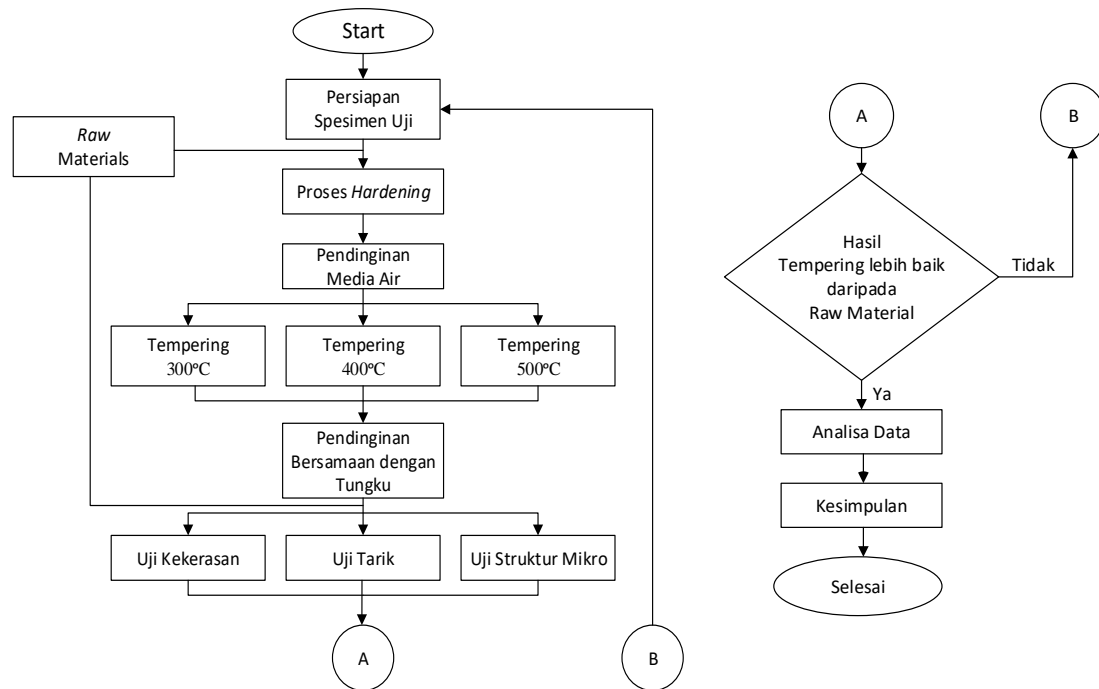 Start
Persiapan
Spesimen Uji
Raw
Materials
Proses Hardening
Pendinginan
Media Air
Tempering
300°C
Tempering
400°C
Tempering
500°C
Pendinginan
Bersamaan dengan
Tungku
Uji Kekerasan
Uji Tarik
Uji Struktur Mikro
A
B
A
B
Hasil
Tempering lebih baik
daripada
Raw Material
Tidak
Ya
Analisa Data
Kesimpulan
Selesai